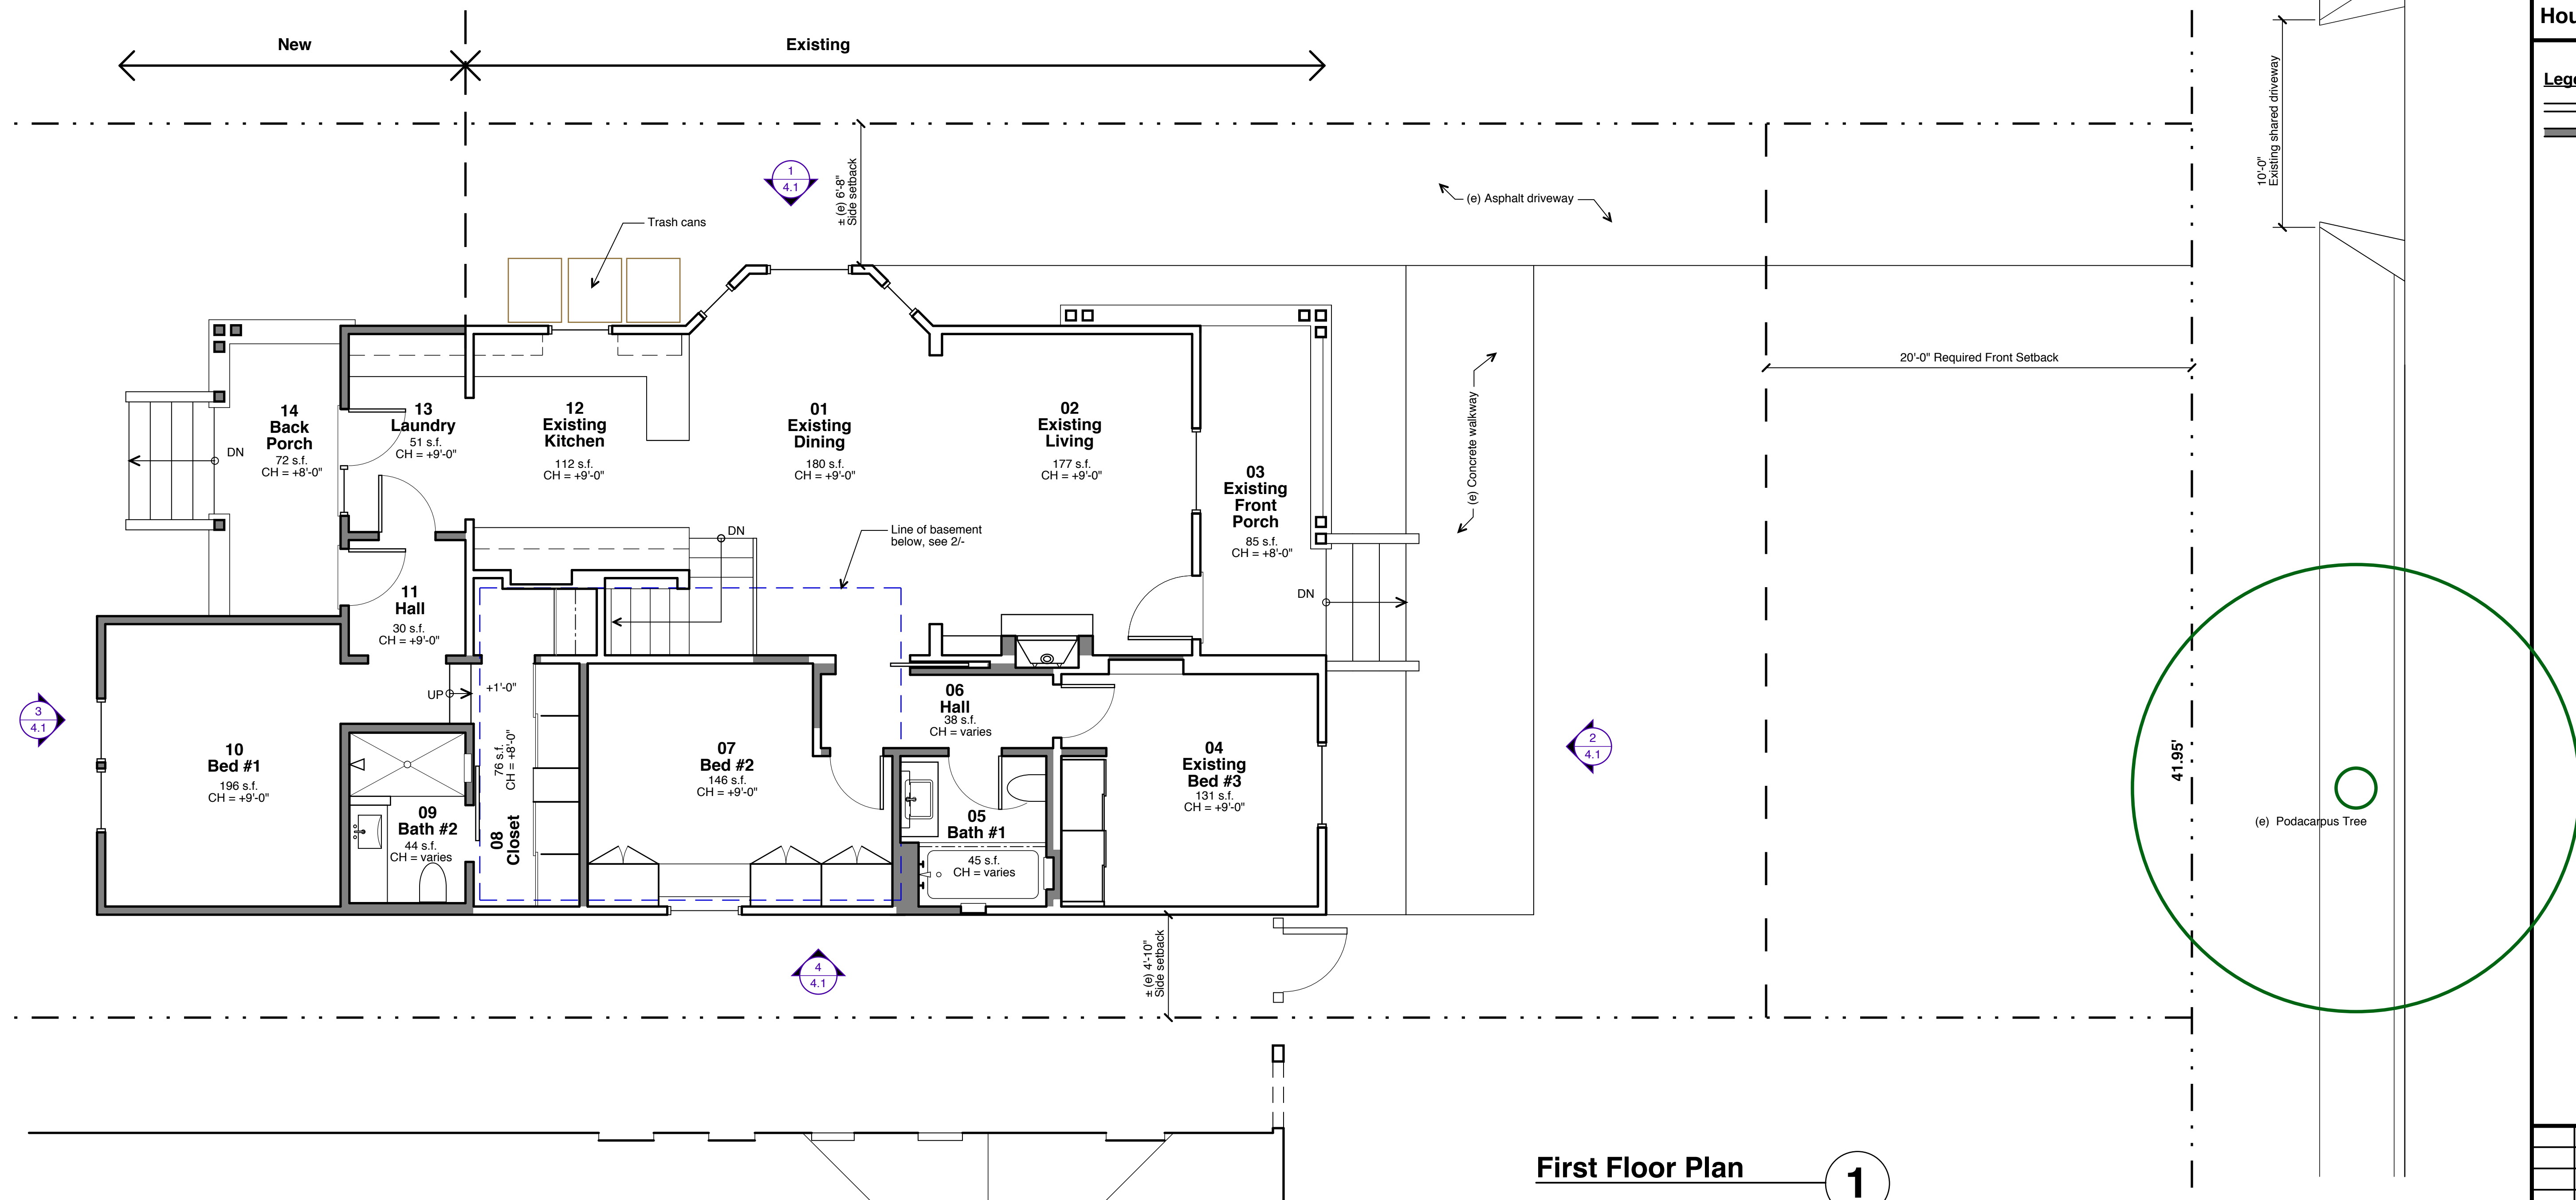 New
Existing
Hou
Lege
10'-0"
Existing shared driveway
1
4.1
± (e) 6'-8"
Side setback
(e) Asphalt driveway
Trash cans
20'-0" Required Front Setback
(e) Concrete walkway
14
Back
Porch
72 s.f.
CH = +8'-0"
DN
13
Laundry
51 s.f.
CH = +9'-0"
12
Existing
Kitchen
112 s.f.
CH = +9'-0"
01
Existing
Dining
180 s.f.
CH = +9'-0"
02
Existing
Living
177 s.f.
CH = +9'-0"
03
Existing
Front
Porch
85 s.f.
CH = +8'-0"
DN
Line of basement
below, see 2/-
DN
11
Hall
30 s.f.
CH = +9'-0"
UP
+1'-0"
3
4.1
10
Bed #1
196 s.f.
CH = +9'-0"
09
Bath #2
44 s.f.
CH = varies
08
Closet
76 s.f.
CH = +8'-0"
07
Bed #2
146 s.f.
CH = +9'-0"
06
Hall
38 s.f.
CH = varies
05
Bath #1
45 s.f.
CH = varies
04
Existing
Bed #3
131 s.f.
CH = +9'-0"
2
4.1
41.95'
(e) Podacarpus Tree
4
4.1
± (e) 4'-10"
Side setback
First Floor Plan
1